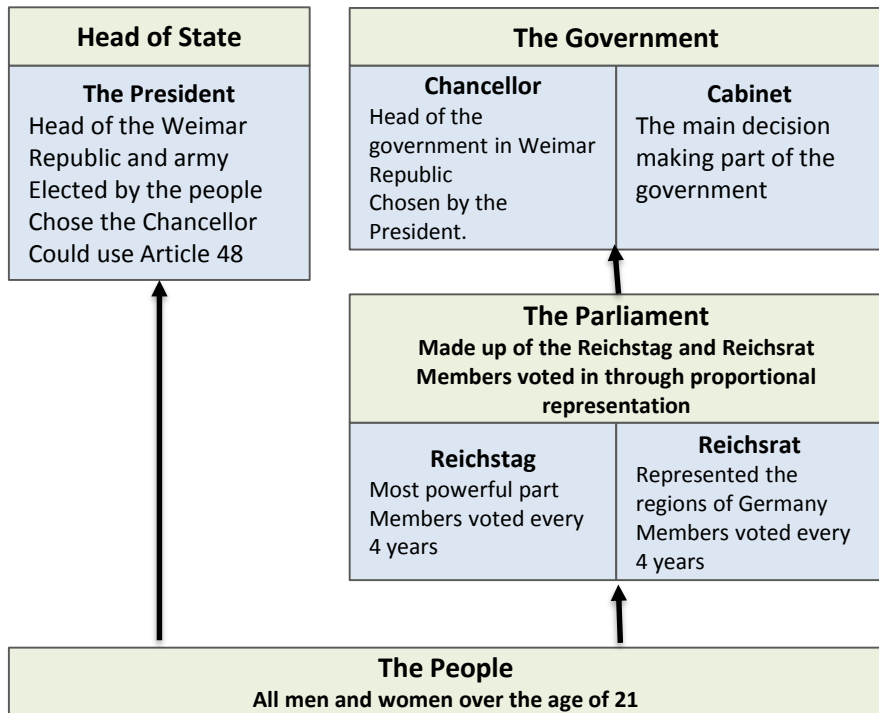 Head of State
The President
Head of the Weimar
Republic and army
Elected by the people
Chose the Chancellor
Could use Article 48
The Government
Chancellor
Head of the
government in Weimar
Republic
Chosen by the
President.
Cabinet
The main decision
making part of the
government
The Parliament
Made up of the Reichstag and Reichsrat
Members voted in through proportional
representation
Reichstag
Most powerful part
Members voted every
4 years
Reichsrat
Represented the
regions of Germany
Members voted every
4 years
The People
All men and women over the age of 21